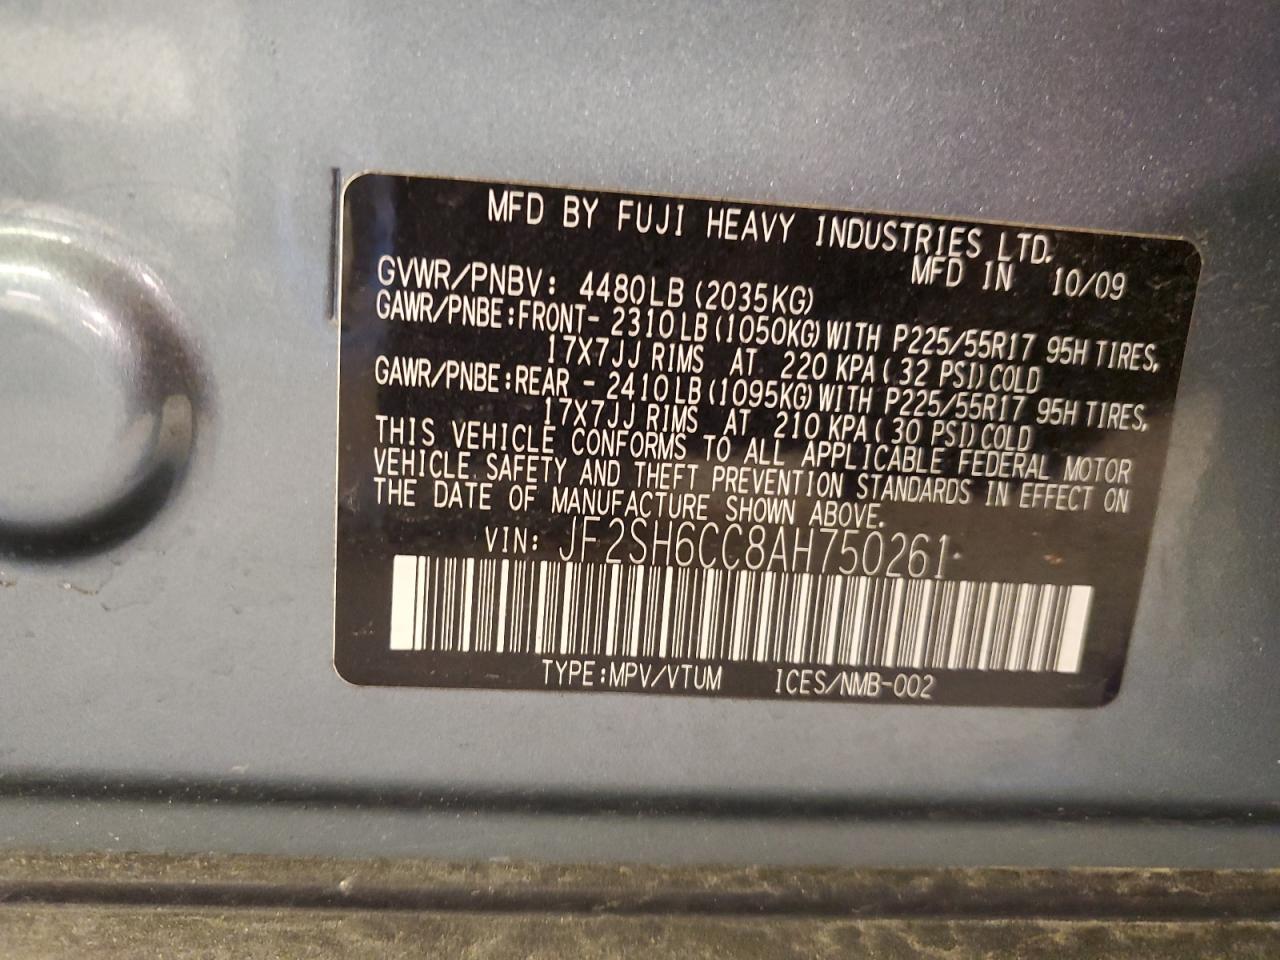 MFD BY FUJI HEAVY INDUSTRIES LTD.
MFD IN 10/09
GVWR/PNBV: 4480LB (2035KG)
GAWR/PNBE:FRONT- 2310LB (1050KG) WITH P225/55R17 95H TIRES,
17X7JJ RIMS AT 220 KPA ( 32 PSI) COLD
GAWR/PNBE:REAR - 2410LB (1095KG) WITH P225/55R17 95H TIRES,
17X7JJ RIMS AT 210 KPA ( 30 PSI) COLD
THIS VEHICLE CONFORMS TO ALL APPLICABLE FEDERAL MOTOR
VEHICLE SAFETY AND THEFT PREVENTION STANDARDS IN EFFECT ON
THE DATE OF MANUFACTURE SHOWN ABOVE.
VIN: JF2SH6CC8AH750261
TYPE:MPV/VTUM ICES/NMB-002